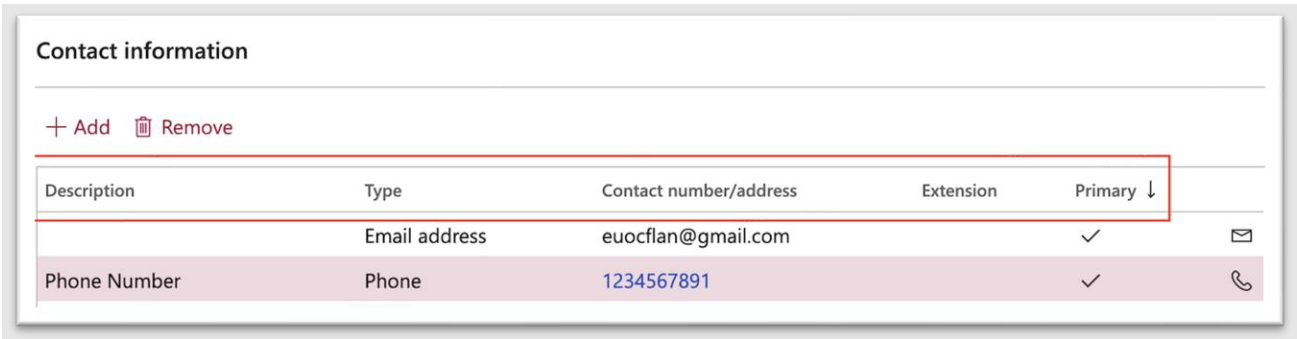 Contact information
Add Remove
Description Type Contact number/address Extension Primary
Email address euocflan@gmail.com
Phone Number Phone 1234567891